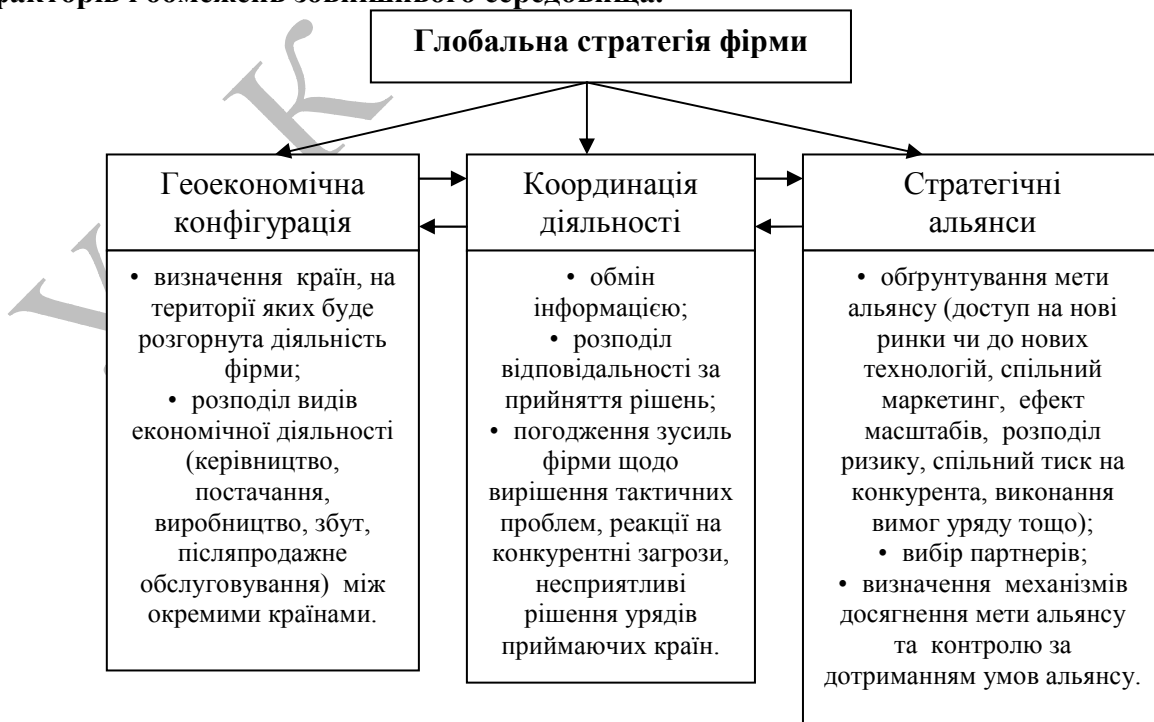 факторів і обмежень зовнішнього середовища.
Глобальна стратегія фірми
Геоекономічна
конфігурація
• визначення країн, на
території яких буде
розгорнута діяльність
фірми;
• розподіл видів
економічної діяльності
(керівництво,
постачання,
виробництво, збут,
післяпродажне
обслуговування) між
окремими країнами.
Координація
діяльності
• обмін
інформацією;
• розподіл
відповідальності за
прийняття рішень;
• погодження зусиль
фірми щодо
вирішення тактичних
проблем, реакції на
конкурентні загрози,
несприятливі
рішення урядів
приймаючих країн.
Стратегічні
альянси
• обґрунтування мети
альянсу (доступ на нові
ринки чи до нових
технологій, спільний
маркетинг, ефект
масштабів, розподіл
ризику, спільний тиск на
конкурента, виконання
вимог уряду тощо);
• вибір партнерів;
• визначення механізмів
досягнення мети альянсу
та контролю за
дотриманням умов альянсу.